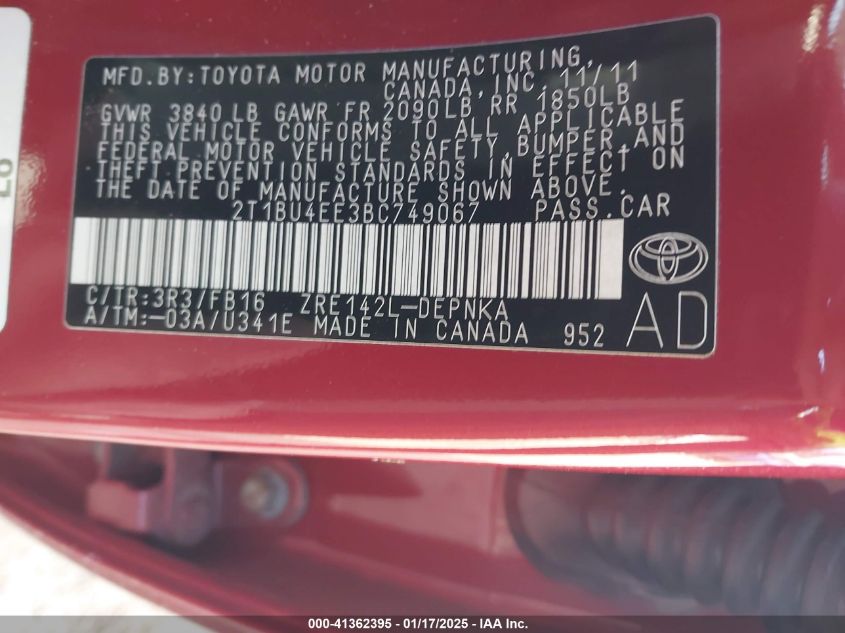 MFD.BY:TOYOTA MOTOR MANUFACTURING,
CANADA,INC. 11/11
GVWR 3840 LB GAWR FR 2090LB RR 1850LB
THIS VEHICLE CONFORMS TO ALL APPLICABLE
FEDERAL MOTOR VEHICLE SAFETY,BUMPER,AND
THEFT PREVENTION STANDARDS IN EFFECT ON
THE DATE OF MANUFACTURE SHOWN ABOVE.
2T1BU4EE3BC749067 PASS.CAR
C/TR:3R3/FB16 ZRE142L-DEPNKA
A/TM:-03A/U341E MADE IN CANADA 952
AD
000-41362395 - 01/17/2025 - IAA Inc.